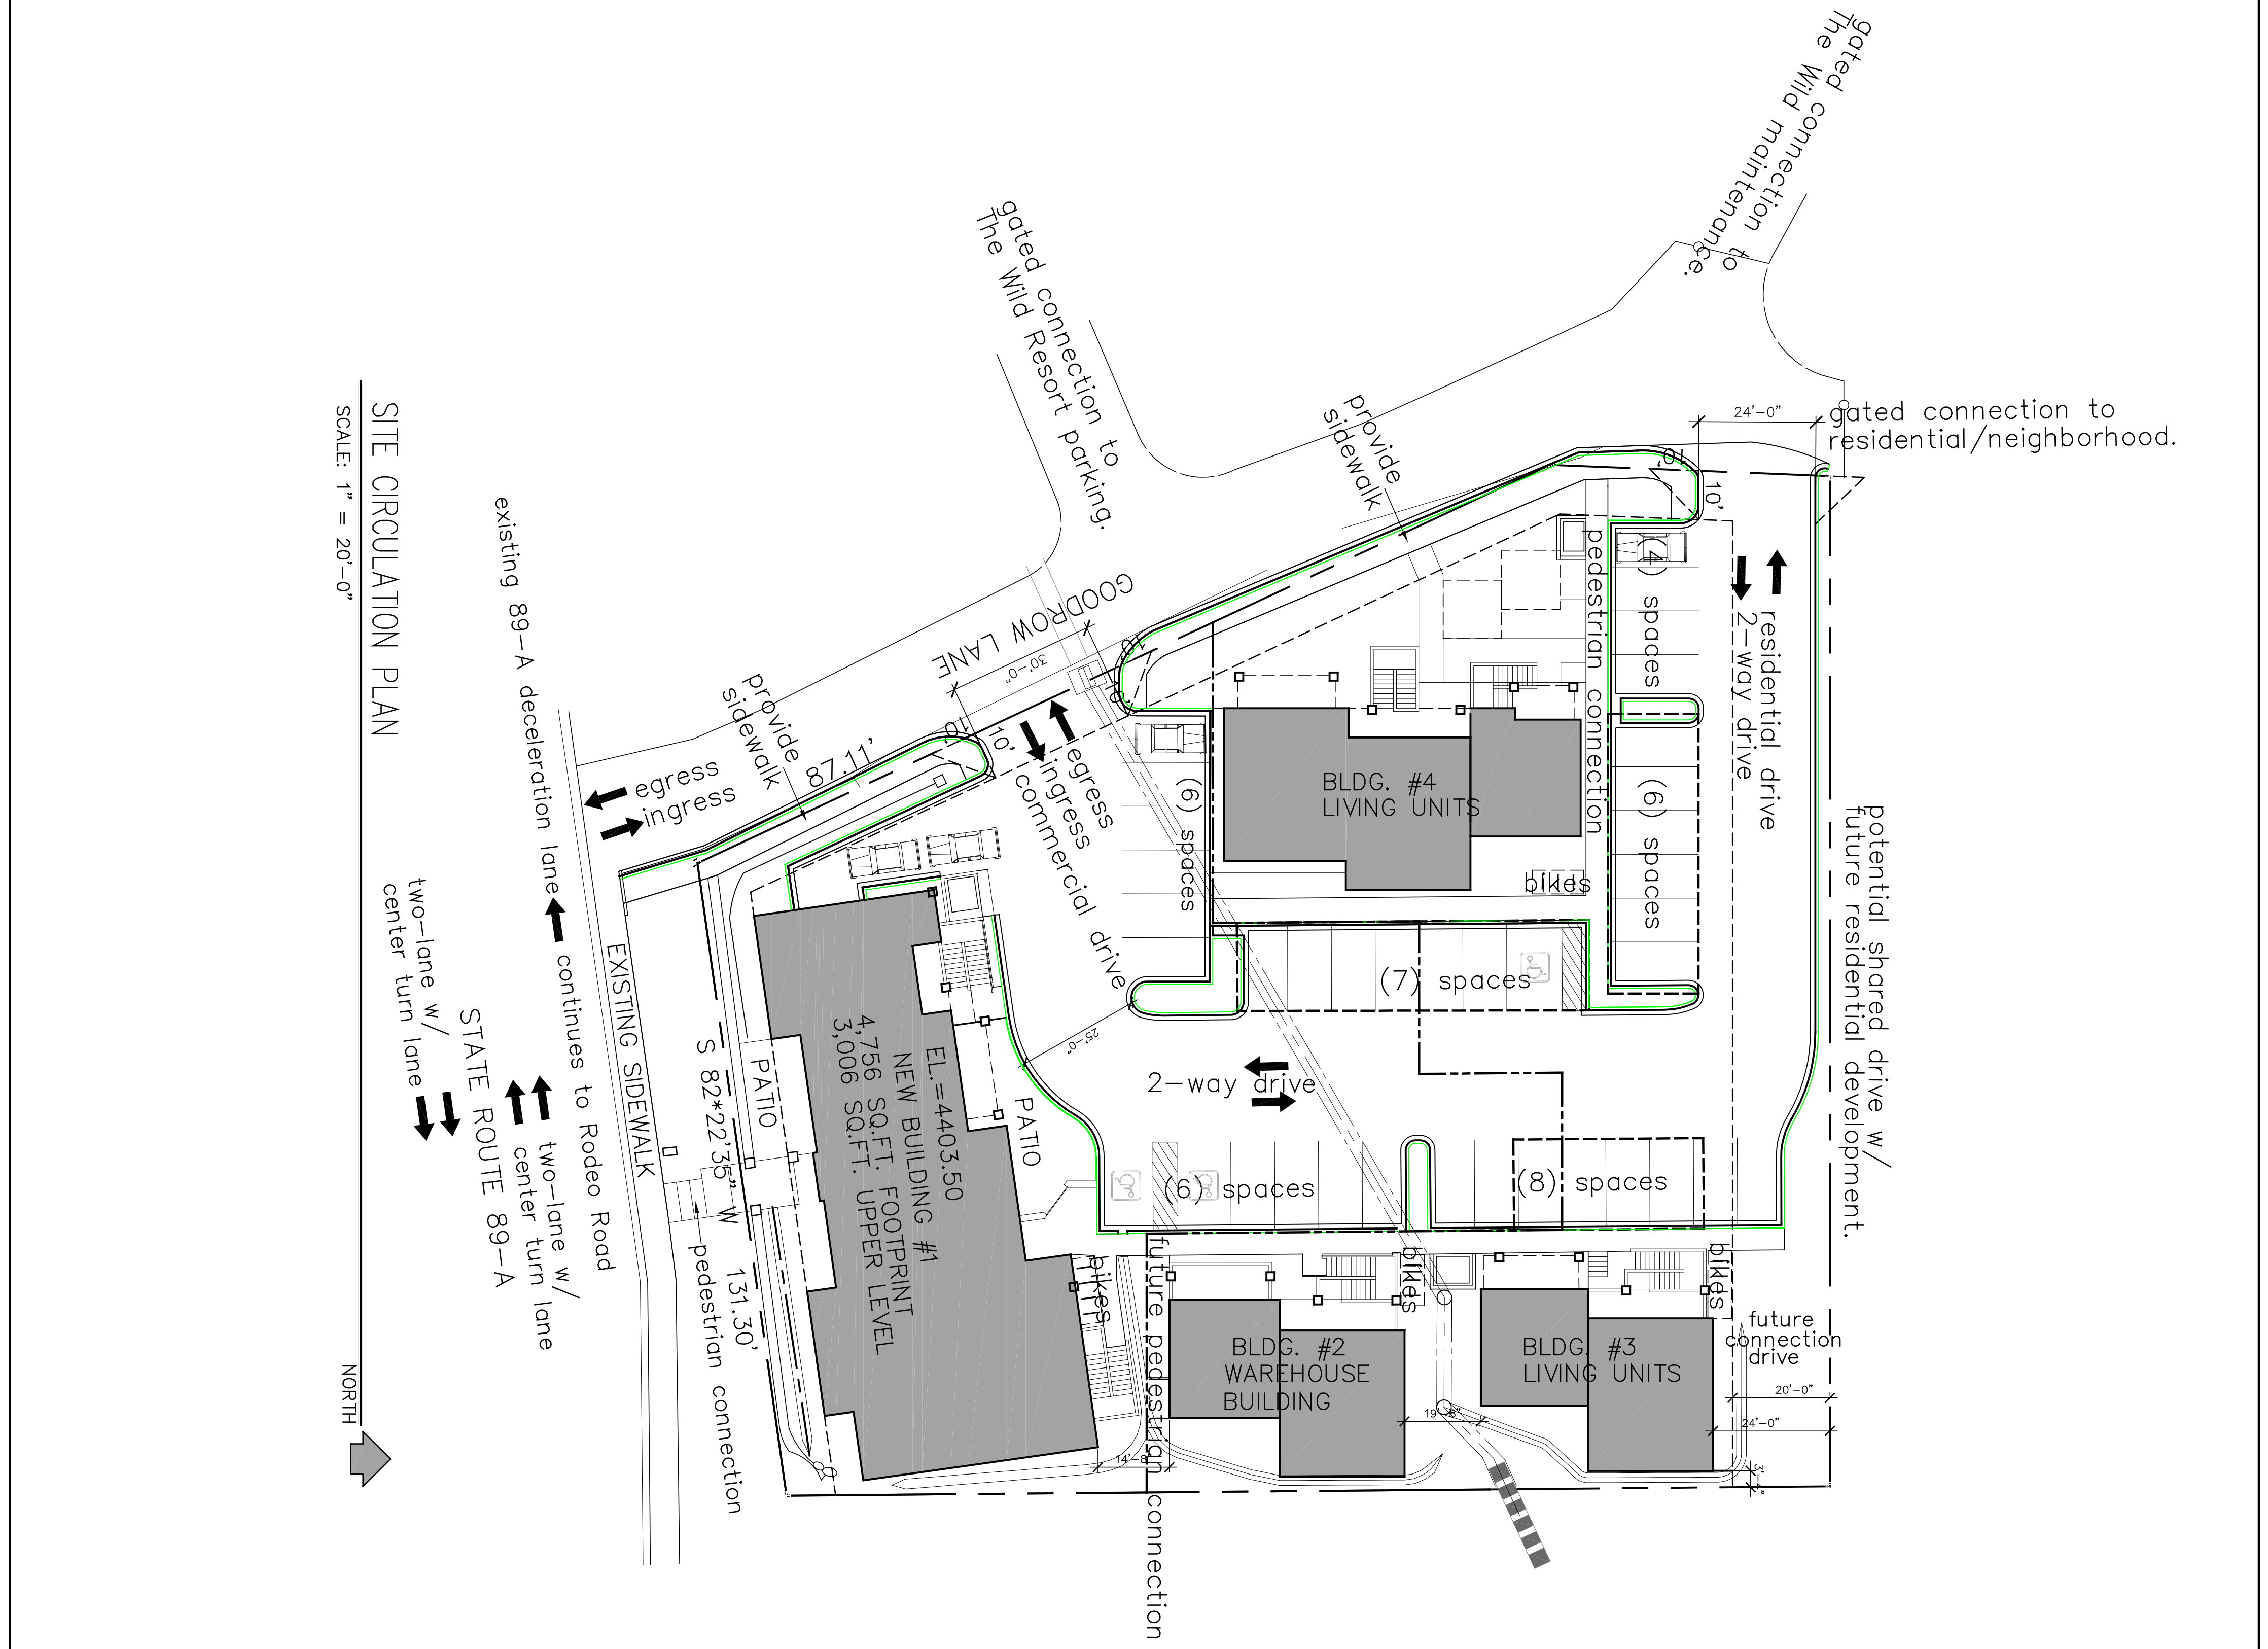 gated connection to
The Wild maintenance.
gated connection to
The Wild Resort parking.
gated connection to
residential/neighborhood.
24'-0"
provide
sidewalk
10'
10'
(4) spaces
pedestrian connection
residential drive
2-way drive
(6) spaces
potential shared drive w/
future residential development.
GOODROW LANE
30'-0"
10'
10'
provide
sidewalk
87.11'
10'
10'
egress
ingress
commercial drive
egress
ingress
(6) spaces
BLDG. #4
LIVING UNITS
bikes
(7) spaces
25'-0"
2-way drive
(6) spaces
(8) spaces
PATIO
PATIO
EL.=4403.50
NEW BUILDING #1
4,756 SQ.FT. FOOTPRINT
3,006 SQ.FT. UPPER LEVEL
S 82*22'35" W 131.30'
EXISTING SIDEWALK
pedestrian connection
existing 89-A deceleration lane
continues to Rodeo Road
two-lane w/
center turn lane
STATE ROUTE 89-A
two-lane w/
center turn lane
bikes
future pedestrian connection
bikes
bikes
BLDG. #2
WAREHOUSE
BUILDING
BLDG. #3
LIVING UNITS
future
connection
drive
20'-0"
24'-0"
19'-8"
14'-8"
SITE CIRCULATION PLAN
SCALE: 1" = 20'-0"
NORTH